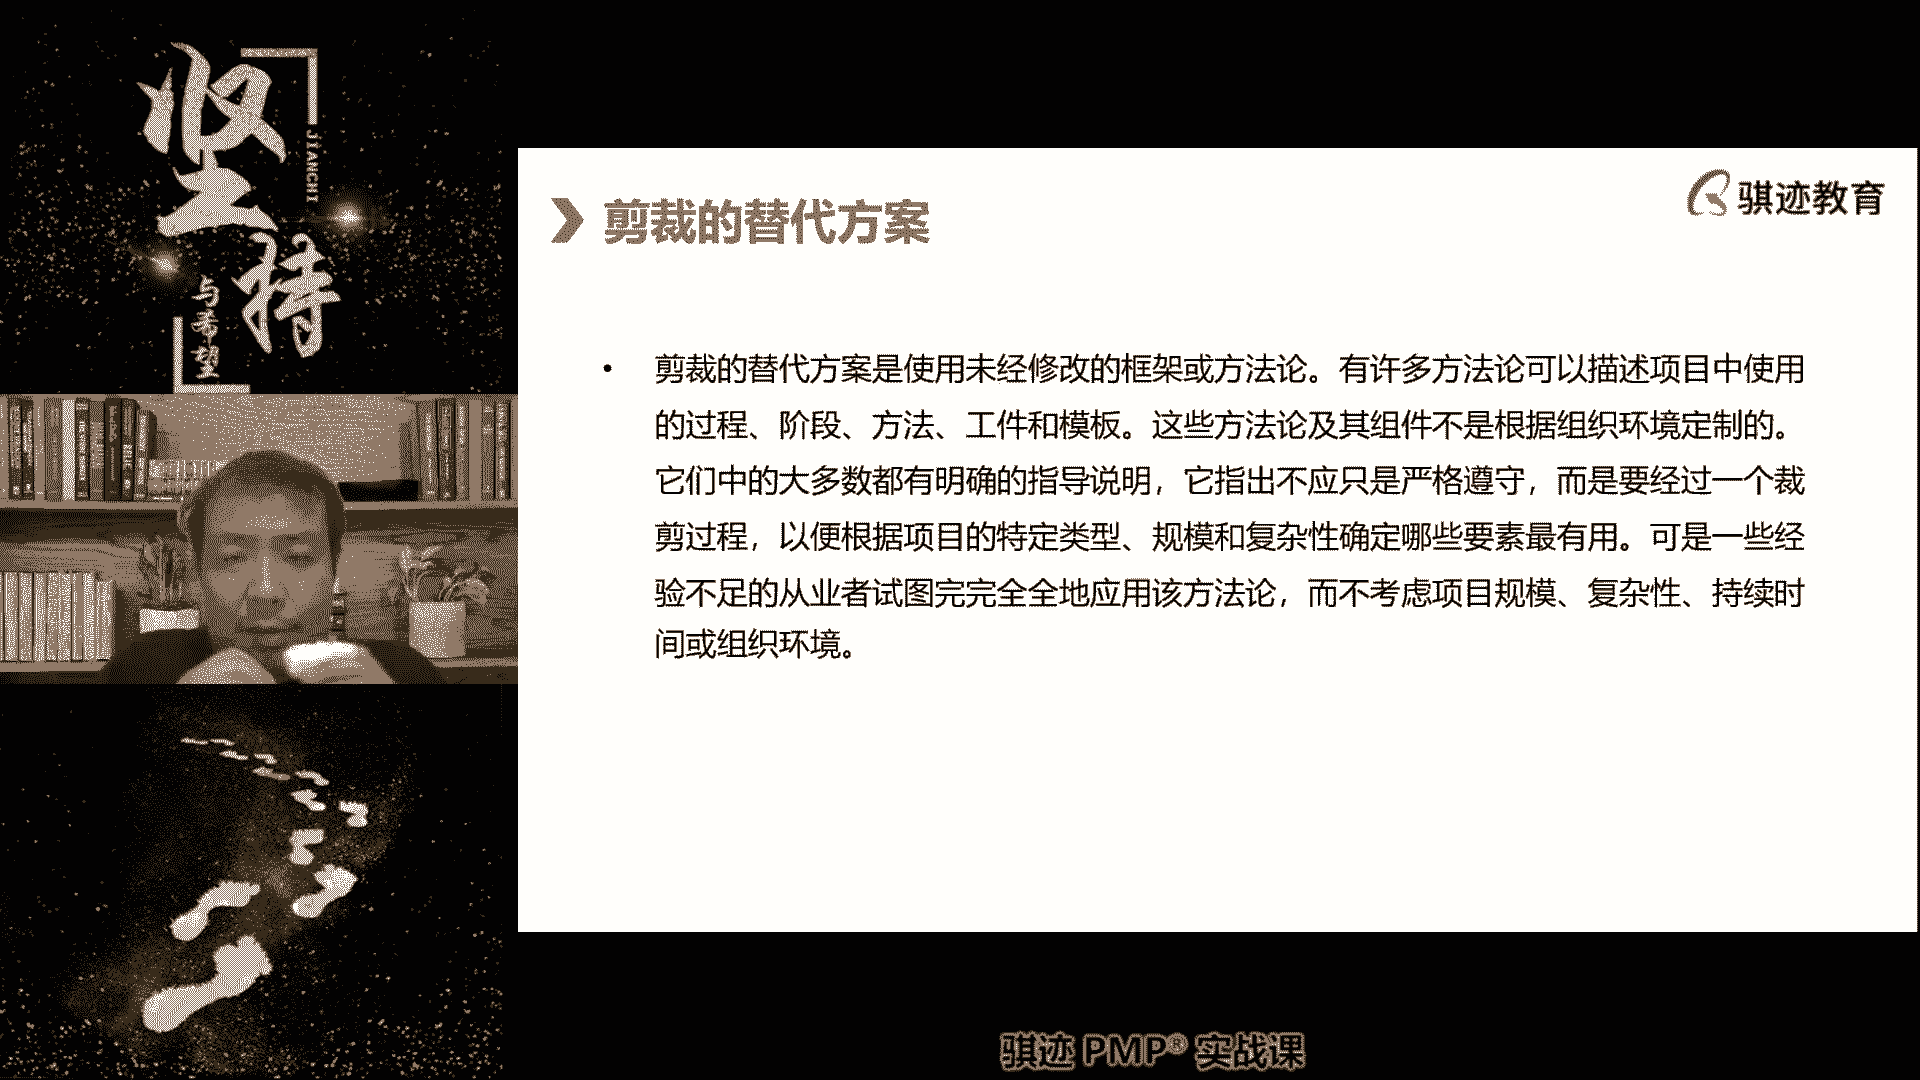 坚持
JIANCHI
与希望
骐迹教育
剪裁的替代方案
• 剪裁的替代方案是使用未经修改的框架或方法论。有许多方法论可以描述项目中使用
的过程、阶段、方法、工件和模板。这些方法论及其组件不是根据组织环境定制的。
它们中的大多数都有明确的指导说明，它指出不应只是严格遵守，而是要经过一个裁
剪过程，以便根据项目的特定类型、规模和复杂性确定哪些要素最有用。可是一些经
验不足的从业者试图完完全全地应用该方法论，而不考虑项目规模、复杂性、持续时
间或组织环境。
骐迹 PMP® 实战课